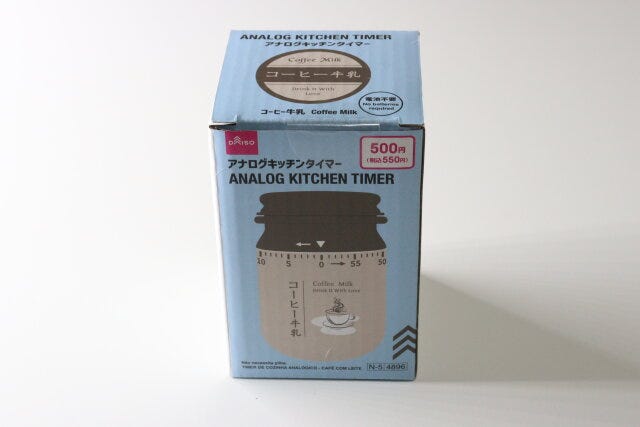 ANALOG KITCHEN TIMER
アナログキッチンタイマー
Coffee Milk
コーヒー牛乳
Drink It With
Love
電池不要
No batteries
required
コーヒー牛乳 Coffee Milk
DAISO
500円
(税込550円)
アナログキッチンタイマー
ANALOG KITCHEN TIMER
10 5 0 55 50
コーヒー牛乳
Coffee Milk
Drink It With Love
Não necessita pilha.
TIMER DE COZINHA ANALÓGICO - CAFÉ COM LEITE
N-5 4896